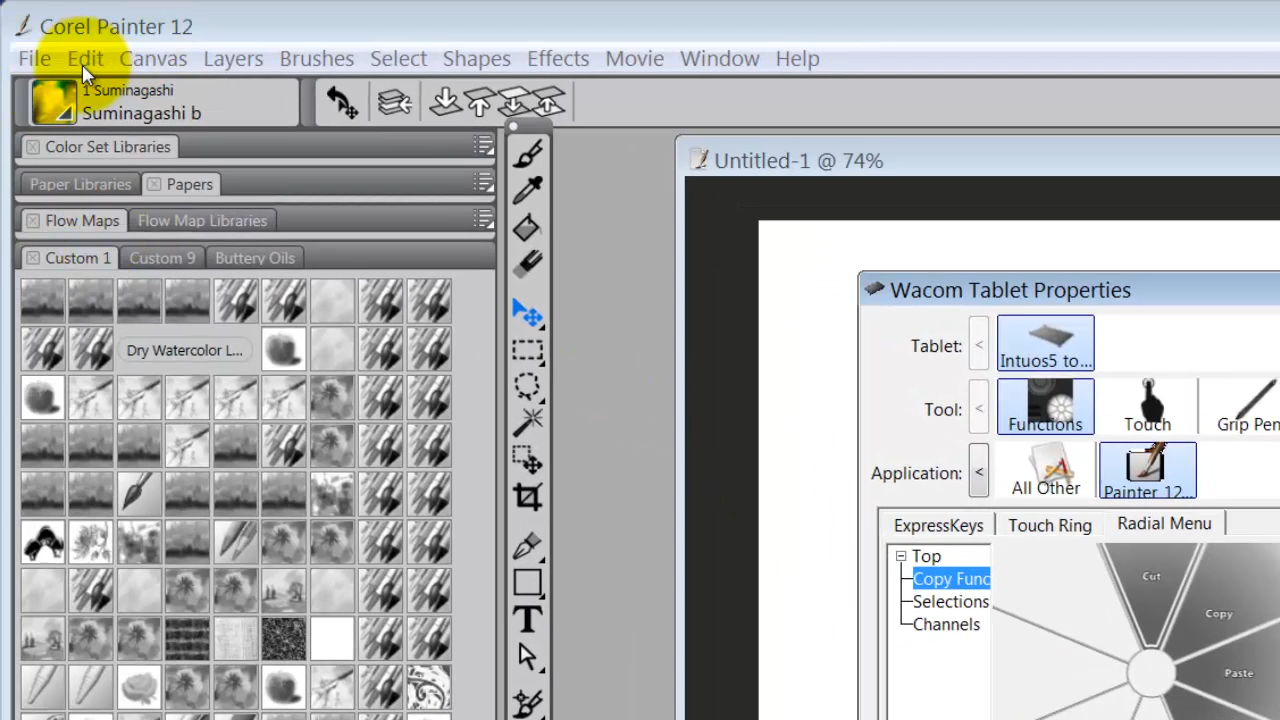 Corel Painter 12
File Edit Canvas Layers Brushes Select Shapes Effects Movie Window Help
1 Suminagashi
Suminagashi b
Color Set Libraries
Paper Libraries Papers
Flow Maps Flow Map Libraries
Custom 1 Custom 9 Buttery Oils
Dry Watercolor L...
Untitled-1 @ 74%
Wacom Tablet Properties
Tablet: < Intuos5 to...
Tool: < Functions Touch Grip Pen
Application: < All Other Painter 12...
ExpressKeys Touch Ring Radial Menu
Top
Copy Func
Selections
Channels
Cut
Copy
Paste
T